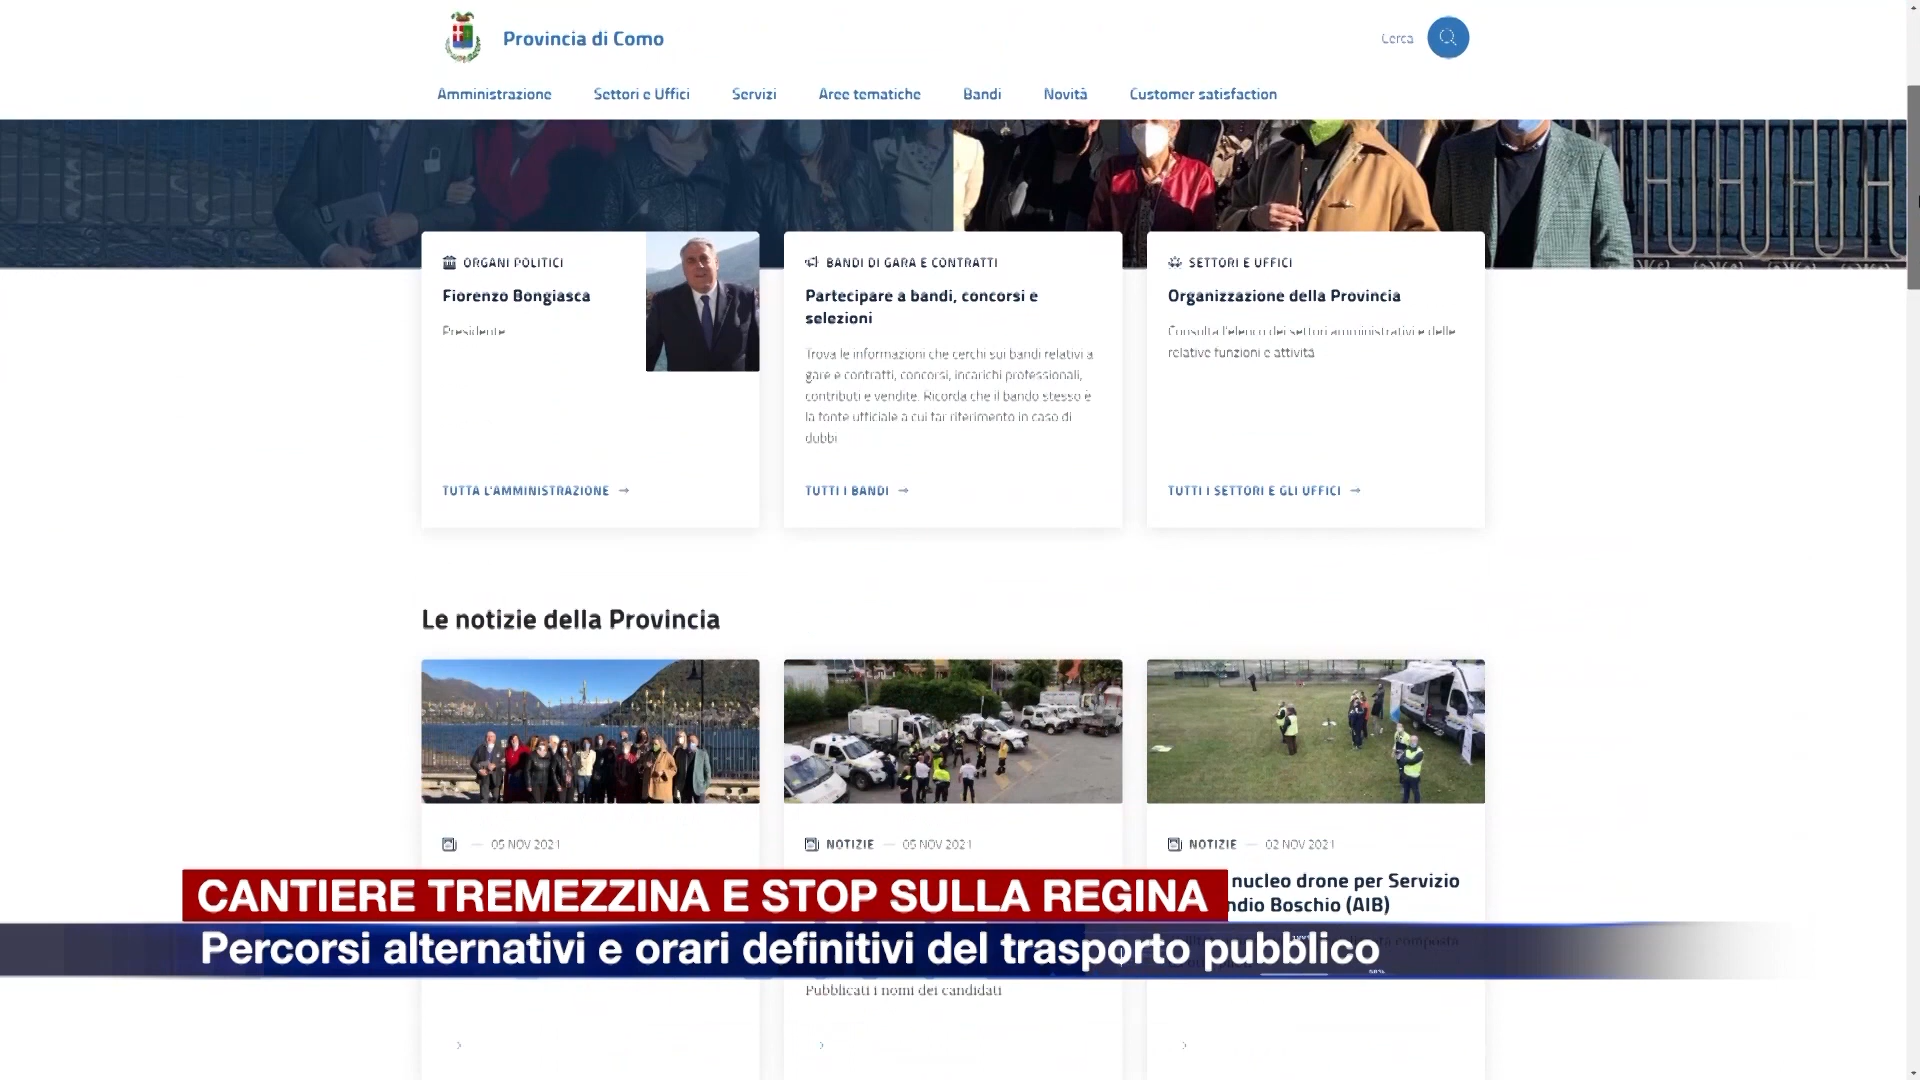 Provincia di Como
Cerca
Amministrazione Settori e Uffici Servizi Aree tematiche Bandi Novità Customer satisfaction
ORGANI POLITICI
Fiorenzo Bongiasca
Presidente
TUTTA L'AMMINISTRAZIONE →
BANDI DI GARA E CONTRATTI
Partecipare a bandi, concorsi e
selezioni
Trova le informazioni che cerchi sui bandi relativi a
gare e contratti, concorsi, incarichi professionali,
contributi e vendite. Ricorda che il bando stesso è
la fonte ufficiale a cui far riferimento in caso di
dubbi
TUTTI I BANDI →
SETTORI E UFFICI
Organizzazione della Provincia
Consulta l'elenco dei settori amministrativi e delle
relative funzioni e attività
TUTTI I SETTORI E GLI UFFICI →
Le notizie della Provincia
— 05 NOV 2021
NOTIZIE — 05 NOV 2021
NOTIZIE — 02 NOV 2021
nucleo drone per Servizio
Boschio (AIB)
CANTIERE TREMEZZINA E STOP SULLA REGINA
Percorsi alternativi e orari definitivi del trasporto pubblico
Pubblicati i nomi dei candidati